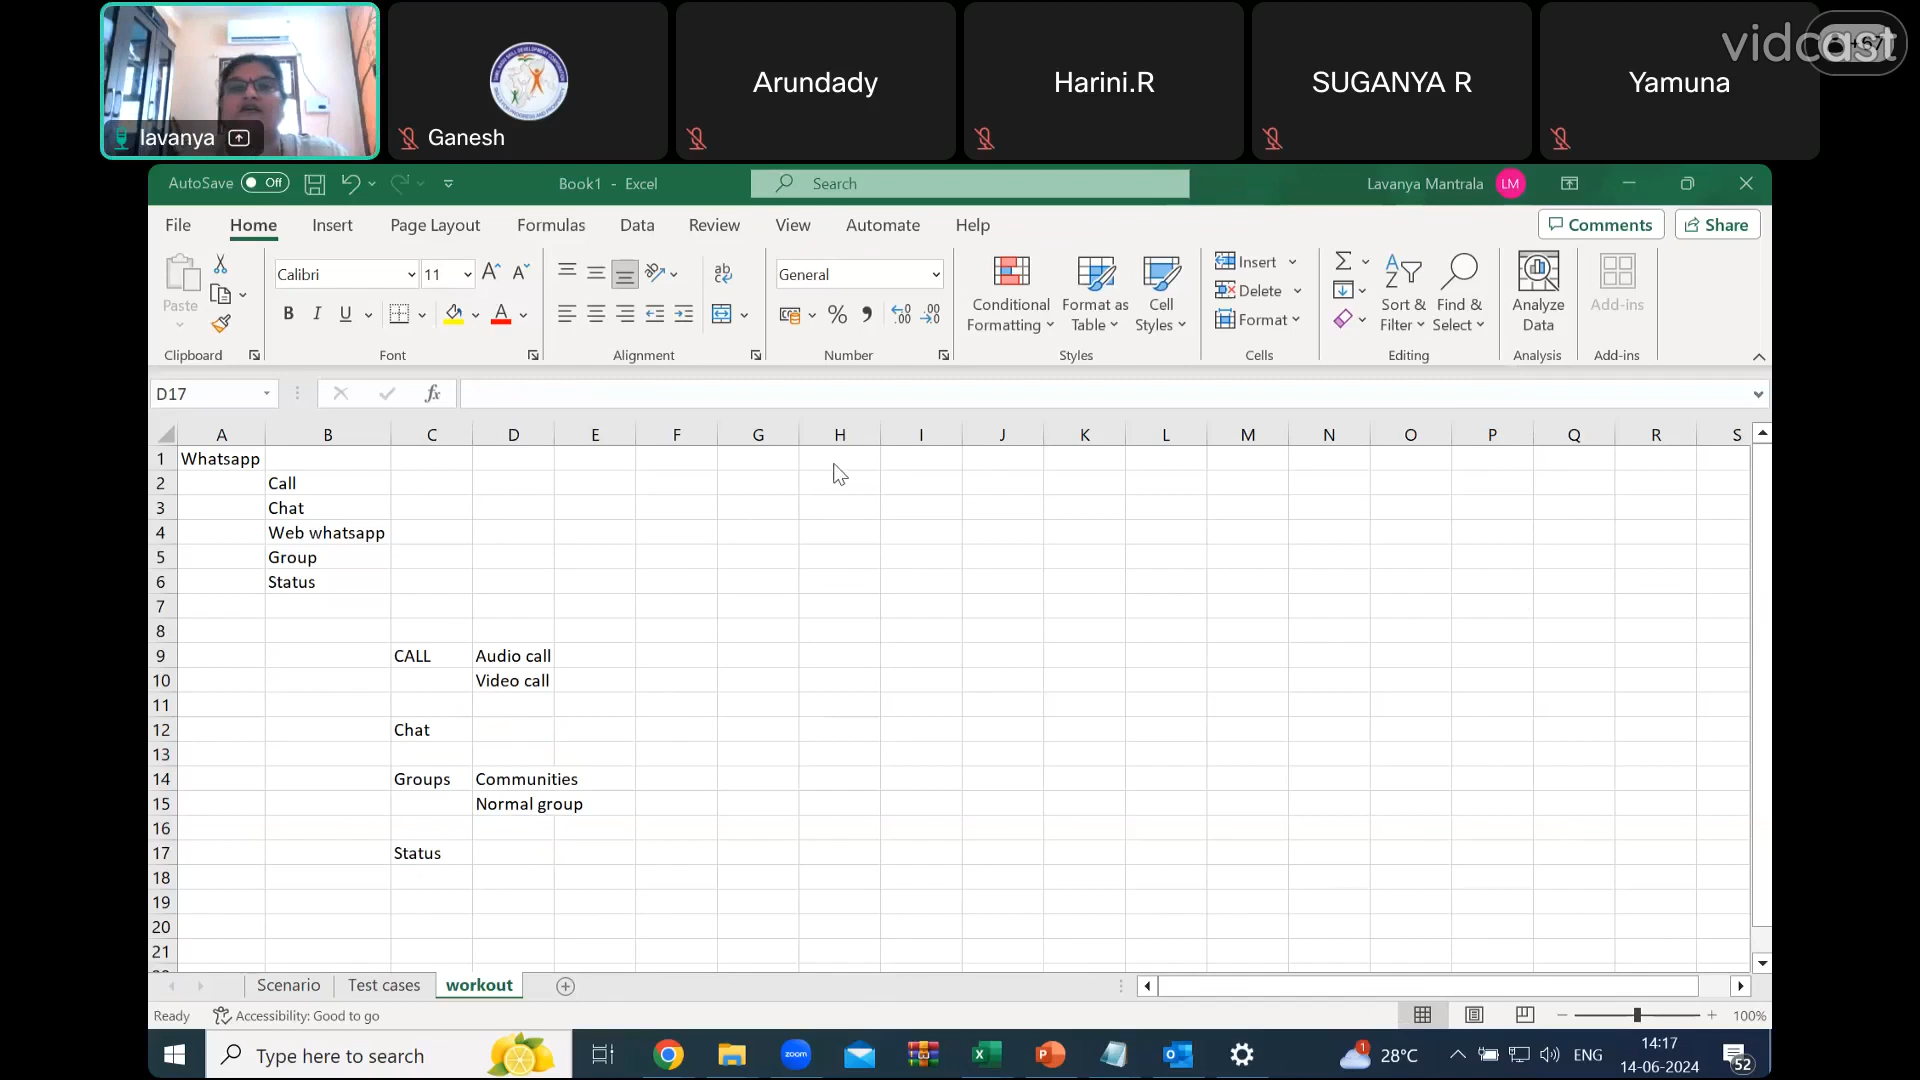 vidcast
lavanya
Ganesh
Arundady
Harini.R
SUGANYA R
Yamuna
AutoSave Off
Book1 - Excel
Search
Lavanya Mantrala LM
File Home Insert Page Layout Formulas Data Review View Automate Help
Comments Share
Paste
Calibri 11
General
Conditional Formatting
Format as Table
Cell Styles
Insert
Delete
Format
Sort & Filter
Find & Select
Analyze Data
Add-ins
Clipboard Font Alignment Number Styles Cells Editing Analysis Add-ins
D17
A B C D E F G H I J K L M N O P Q R S
1 Whatsapp
2 Call
3 Chat
4 Web whatsapp
5 Group
6 Status
7
8
9 CALL Audio call
10 Video call
11
12 Chat
13
14 Groups Communities
15 Normal group
16
17 Status
18
19
20
21
Scenario Test cases workout
Ready Accessibility: Good to go 100%
Type here to search
zoom
1
28°C
ENG
14:17
14-06-2024
52